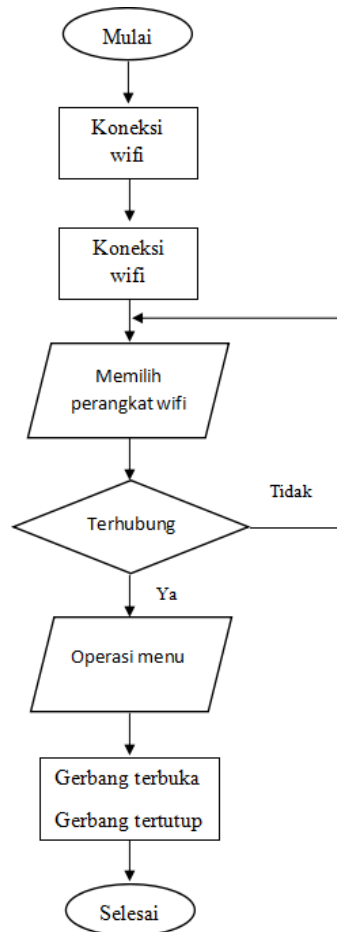 Mulai
Koneksi
wifi
Koneksi
wifi
Memilih
perangkat wifi
Terhubung
Tidak
Ya
Operasi menu
Gerbang terbuka
Gerbang tertutup
Selesai